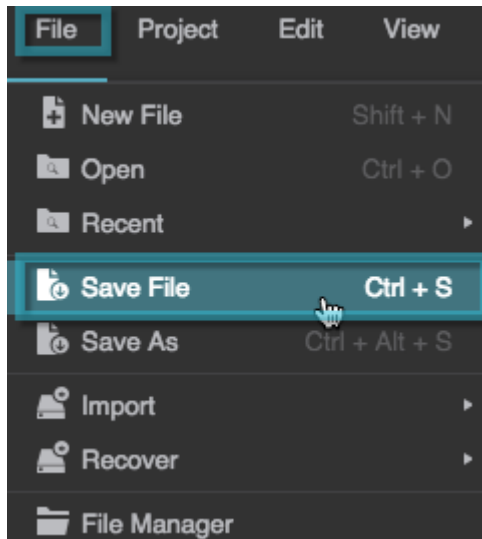 File Project Edit View
New File Shift + N
Open Ctrl + O
Recent
Save File Ctrl + S
Save As Ctrl + Alt + S
Import
Recover
File Manager